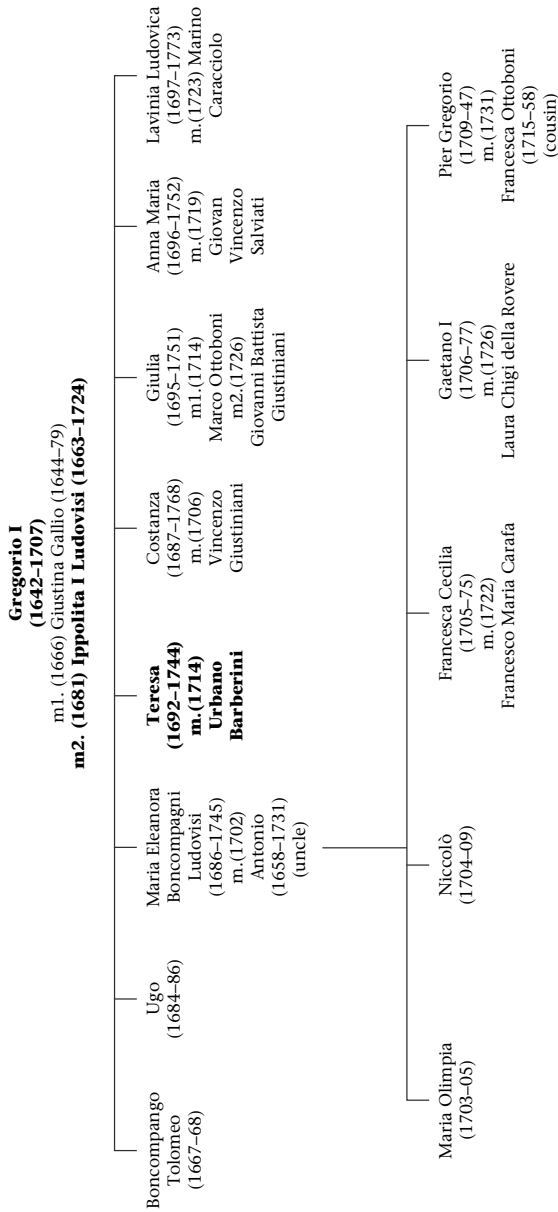 Gregorio I
(1642–1707)
m1. (1666) Giustina Gallio (1644–79)
m2. (1681) Ippolita I Ludovisi (1663–1724)
Boncompango
Tolomeo
(1667–68)
Ugo
(1684–86)
Maria Eleanora
Boncompagni
Ludovisi
(1686–1745)
m.(1702)
Antonio
(1658–1731)
(uncle)
Teresa
(1692–1744)
m.(1714)
Urbano
Barberini
Costanza
(1687–1768)
m.(1706)
Vincenzo
Giustiniani
Giulia
(1695–1751)
m1.(1714)
Marco Ottoboni
m2.(1726)
Giovanni Battista
Giustiniani
Anna Maria
(1696–1752)
m.(1719)
Giovan
Vincenzo
Salviati
Lavinia Ludovica
(1697–1773)
m.(1723) Marino
Caracciolo
Maria Olimpia
(1703–05)
Niccolò
(1704–09)
Francesca Cecilia
(1705–75)
m.(1722)
Francesco Maria Carafa
Gaetano I
(1706–77)
m.(1726)
Laura Chigi della Rovere
Pier Gregorio
(1709–47)
m.(1731)
Francesca Ottoboni
(1715–58)
(cousin)